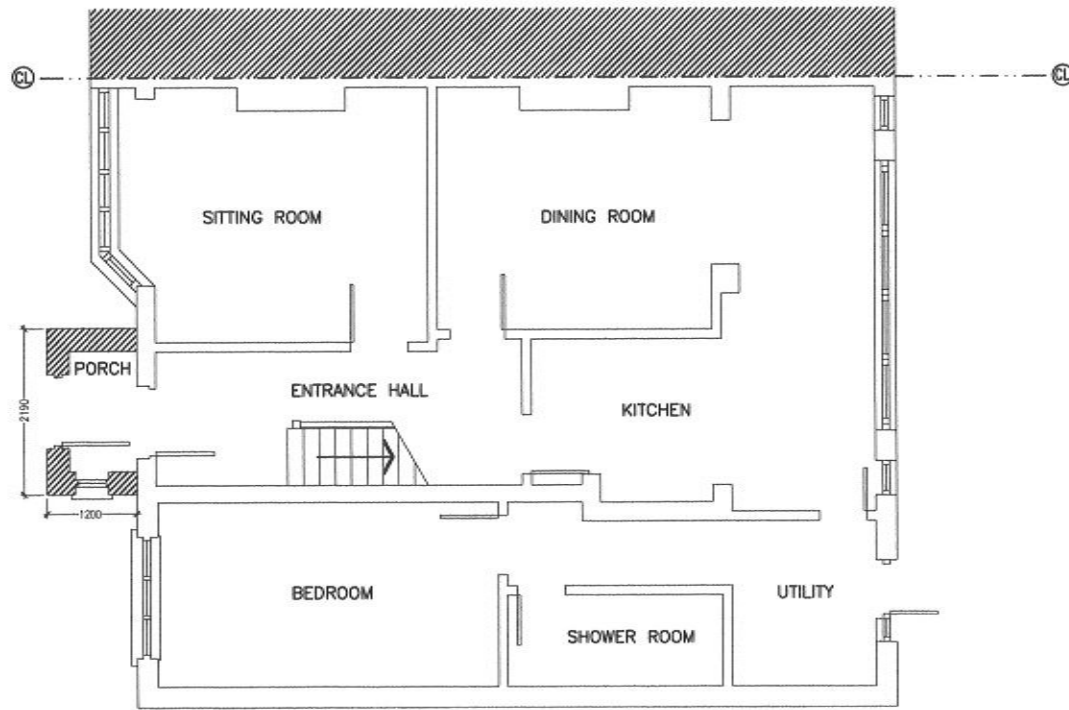 CL
CL
SITTING ROOM
DINING ROOM
PORCH
ENTRANCE HALL
KITCHEN
2190
1200
BEDROOM
UTILITY
SHOWER ROOM